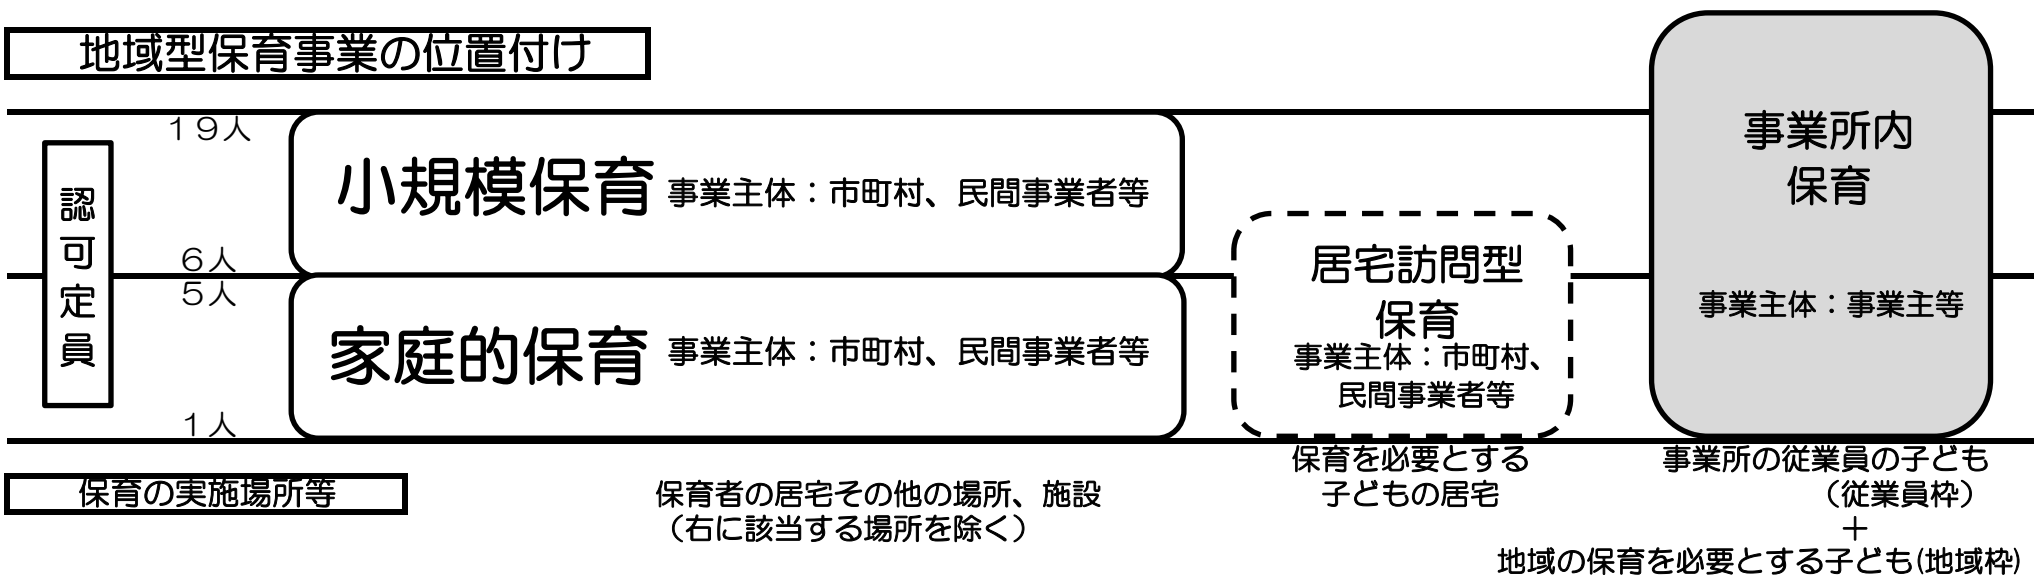 地域型保育事業の位置付け
認可定員
１９人
６人
５人
１人
小規模保育 事業主体：市町村、民間事業者等
家庭的保育 事業主体：市町村、民間事業者等
居宅訪問型
保育
事業主体：市町村、
民間事業者等
事業所内
保育
事業主体：事業主等
保育の実施場所等
保育者の居宅その他の場所、施設
（右に該当する場所を除く）
保育を必要とする
子どもの居宅
事業所の従業員の子ども
（従業員枠）
＋
地域の保育を必要とする子ども(地域枠)